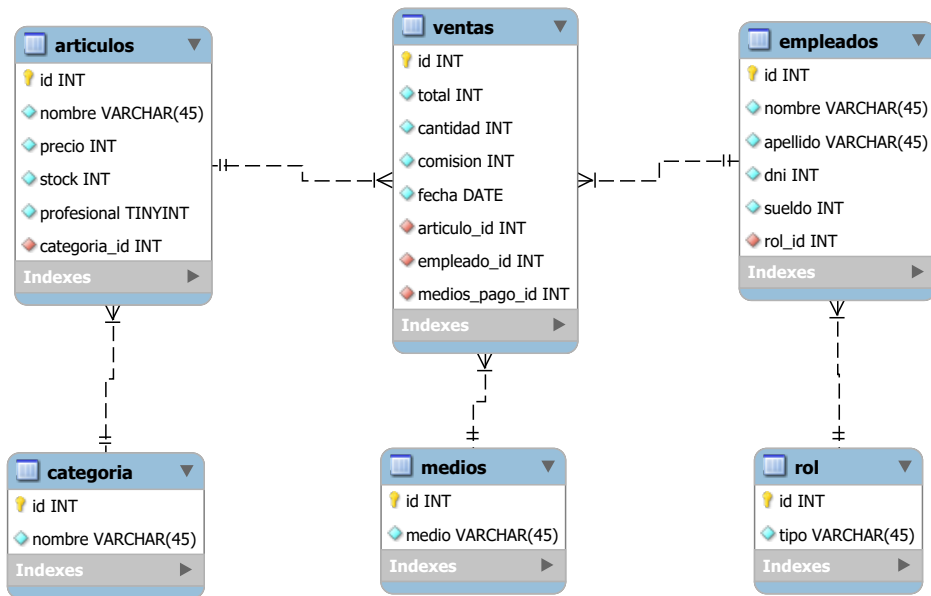 articulos
id INT
nombre VARCHAR(45)
precio INT
stock INT
profesional TINYINT
categoria_id INT
Indexes
ventas
id INT
total INT
cantidad INT
comision INT
fecha DATE
articulo_id INT
empleado_id INT
medios_pago_id INT
Indexes
empleados
id INT
nombre VARCHAR(45)
apellido VARCHAR(45)
dni INT
sueldo INT
rol_id INT
Indexes
categoria
id INT
nombre VARCHAR(45)
Indexes
medios
id INT
medio VARCHAR(45)
Indexes
rol
id INT
tipo VARCHAR(45)
Indexes